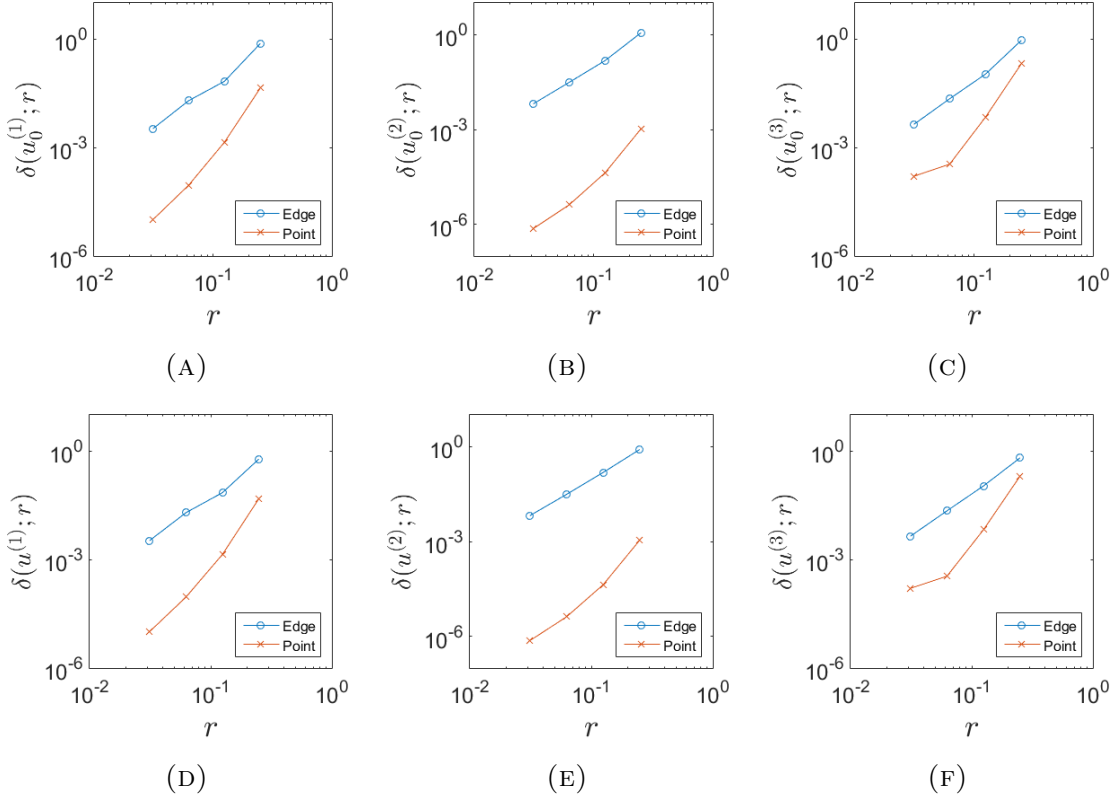 10^0
10^{-3}
10^{-6}
δ(u_0^{(1)}; r)
Edge
Point
10^{-2} 10^{-1} 10^0
r
(A)
10^0
10^{-3}
10^{-6}
δ(u_0^{(2)}; r)
Edge
Point
10^{-2} 10^{-1} 10^0
r
(B)
10^0
10^{-3}
10^{-6}
δ(u_0^{(3)}; r)
Edge
Point
10^{-2} 10^{-1} 10^0
r
(C)
10^0
10^{-3}
10^{-6}
δ(u^{(1)}; r)
Edge
Point
10^{-2} 10^{-1} 10^0
r
(D)
10^0
10^{-3}
10^{-6}
δ(u^{(2)}; r)
Edge
Point
10^{-2} 10^{-1} 10^0
r
(E)
10^0
10^{-3}
10^{-6}
δ(u^{(3)}; r)
Edge
Point
10^{-2} 10^{-1} 10^0
r
(F)